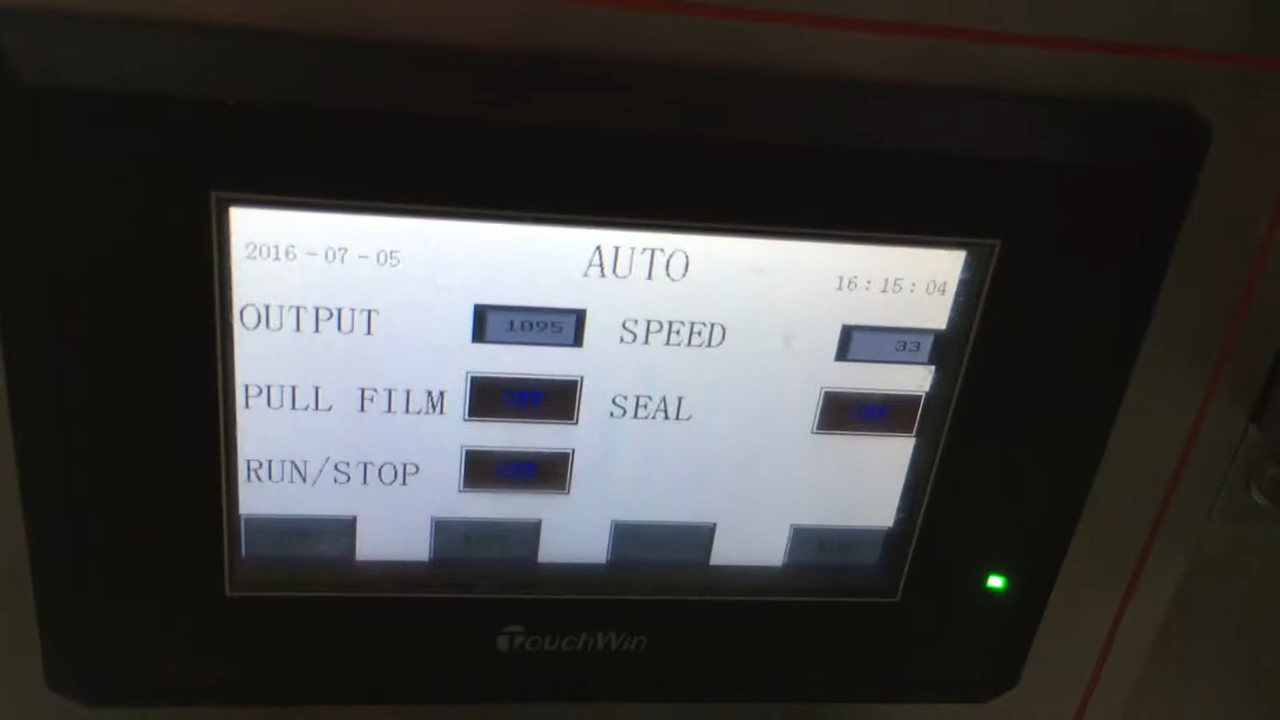 2016-07-05 AUTO 16:15:04
OUTPUT 1095 SPEED 33
PULL FILM OFF SEAL OFF
RUN/STOP OFF
TouchWin